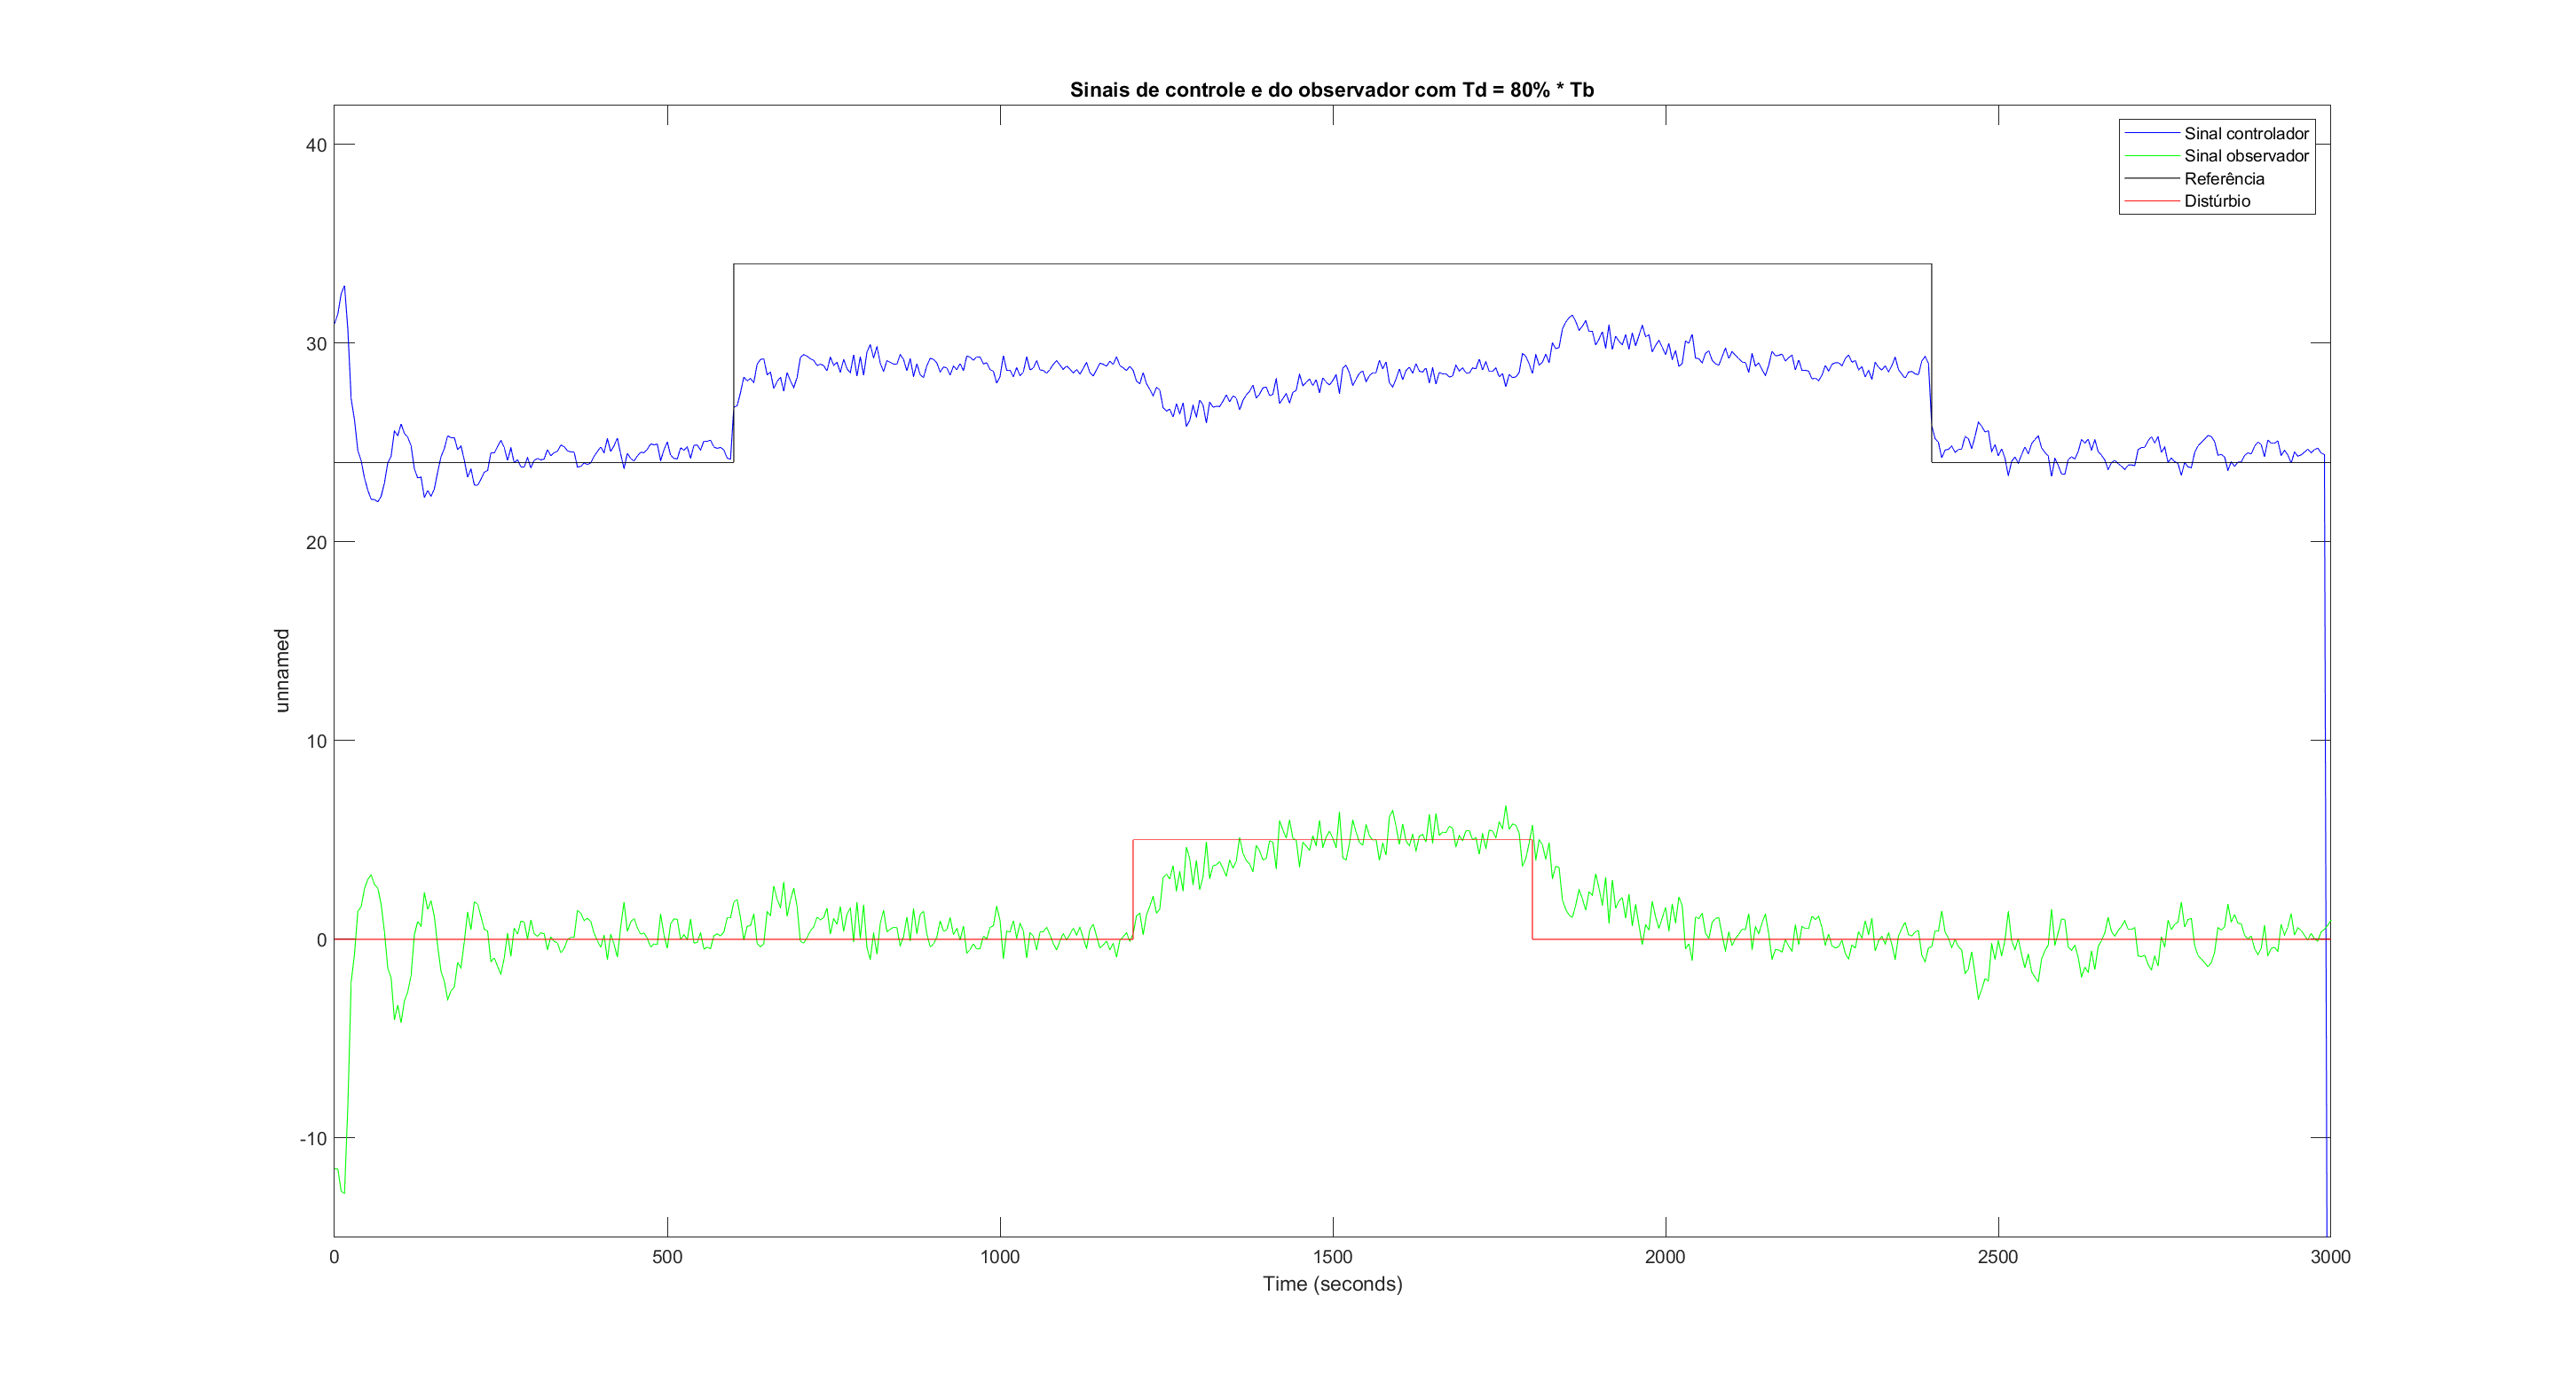 Sinais de controle e do observador com Td = 80% * Tb
Sinal controlador
Sinal observador
Referência
Distúrbio
40
30
20
10
0
-10
unnamed
0 500 1000 1500 2000 2500 3000
Time (seconds)